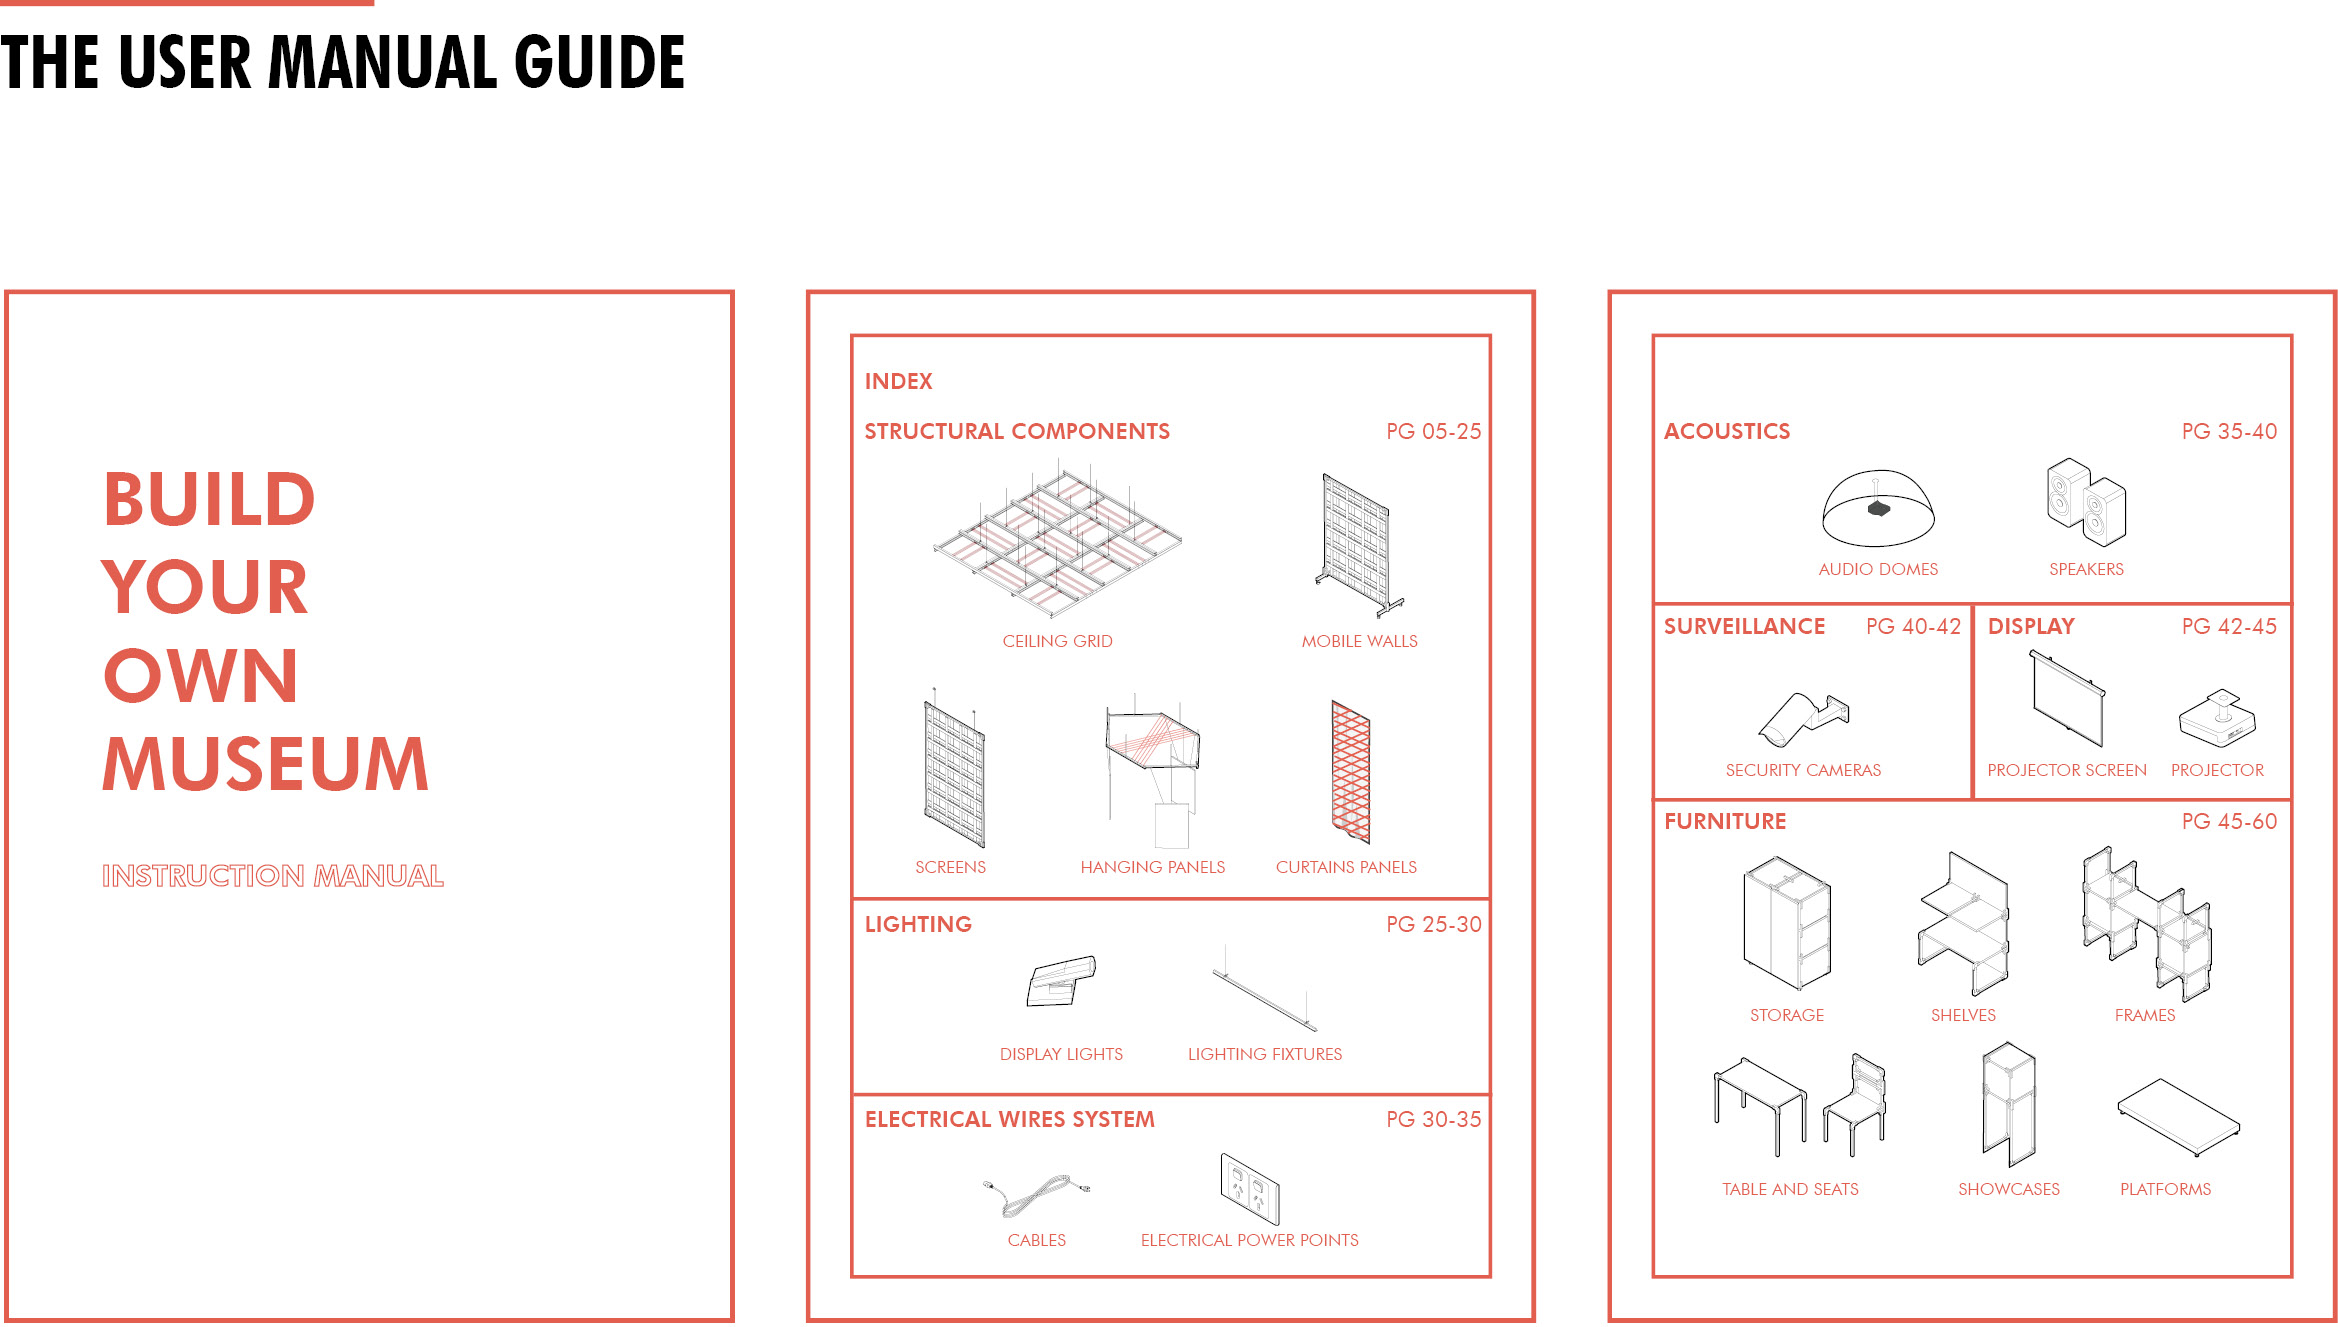 THE USER MANUAL GUIDE
BUILD
YOUR
OWN
MUSEUM
INSTRUCTION MANUAL
INDEX
STRUCTURAL COMPONENTS PG 05-25
CEILING GRID MOBILE WALLS
SCREENS HANGING PANELS CURTAINS PANELS
LIGHTING PG 25-30
DISPLAY LIGHTS LIGHTING FIXTURES
ELECTRICAL WIRES SYSTEM PG 30-35
CABLES ELECTRICAL POWER POINTS
ACOUSTICS PG 35-40
AUDIO DOMES SPEAKERS
SURVEILLANCE PG 40-42
SECURITY CAMERAS
DISPLAY PG 42-45
PROJECTOR SCREEN PROJECTOR
FURNITURE PG 45-60
STORAGE SHELVES FRAMES
TABLE AND SEATS SHOWCASES PLATFORMS